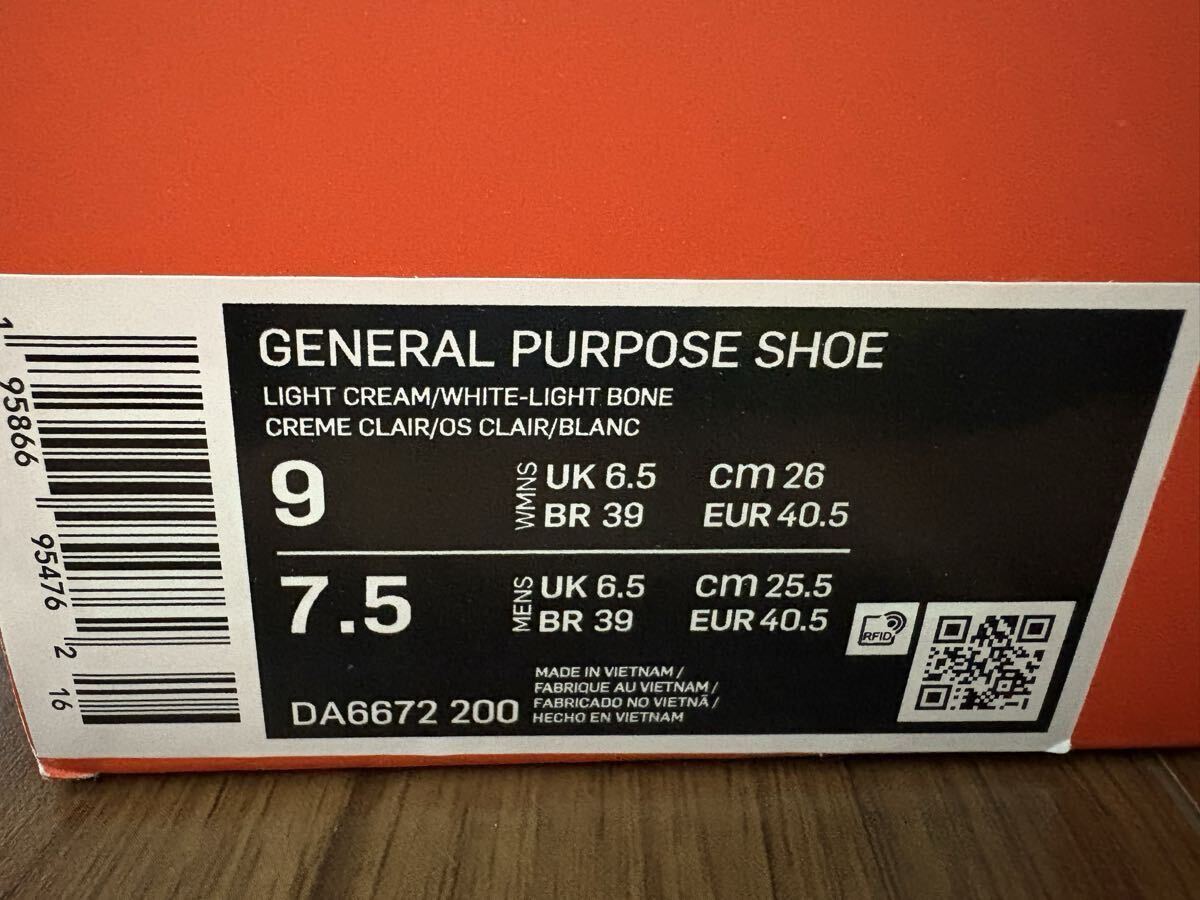 GENERAL PURPOSE SHOE
LIGHT CREAM/WHITE-LIGHT BONE
CREME CLAIR/OS CLAIR/BLANC
9
WMNS
UK 6.5 cm 26
BR 39 EUR 40.5
7.5
MENS
UK 6.5 cm 25.5
BR 39 EUR 40.5
RFID
MADE IN VIETNAM /
FABRIQUE AU VIETNAM /
FABRICADO NO VIETNÃ /
HECHO EN VIETNAM
DA6672 200
1 95866 95476 2 16